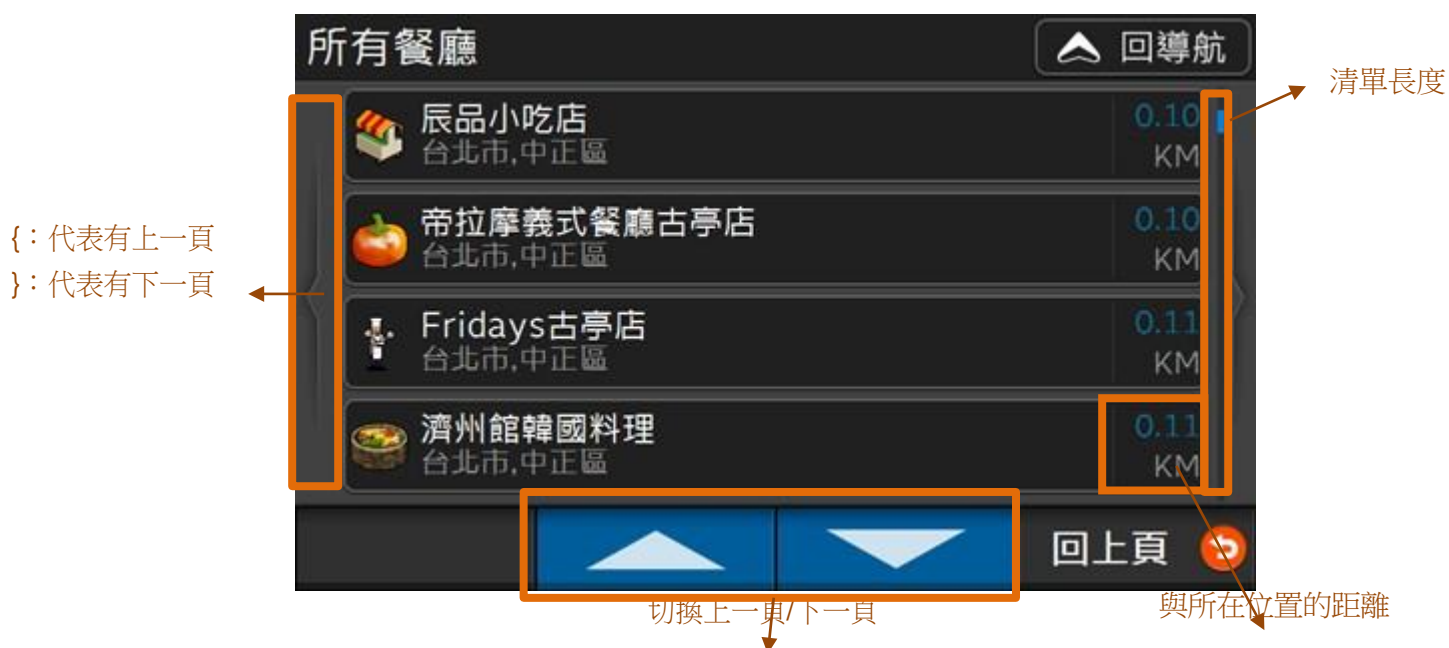 所有餐廳
回導航
清單長度
辰品小吃店
台北市,中正區
0.10
KM
帝拉摩義式餐廳古亭店
台北市,中正區
0.10
KM
{：代表有上一頁
}：代表有下一頁
Fridays古亭店
台北市,中正區
0.11
KM
濟州館韓國料理
台北市,中正區
0.11
KM
回上頁
切換上一頁/下一頁
與所在位置的距離